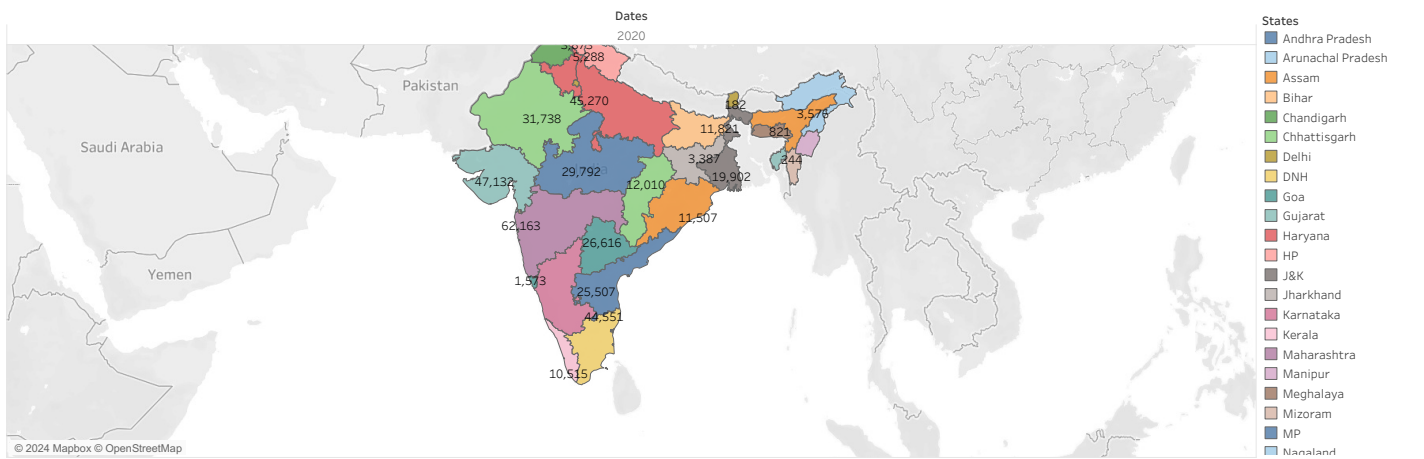 Dates
2020
States
Andhra Pradesh
Arunachal Pradesh
Assam
Bihar
Chandigarh
Chhattisgarh
Delhi
DNH
Goa
Gujarat
Haryana
HP
J&K
Jharkhand
Karnataka
Kerala
Maharashtra
Manipur
Meghalaya
Mizoram
MP
Nagaland
Pakistan
Saudi Arabia
Yemen
5,288
45,270
31,738
182
3,576
11,821
821
3,387
244
29,792
47,132
12,010
19,902
62,163
11,507
26,616
1,573
25,507
44,551
10,515
© 2024 Mapbox © OpenStreetMap